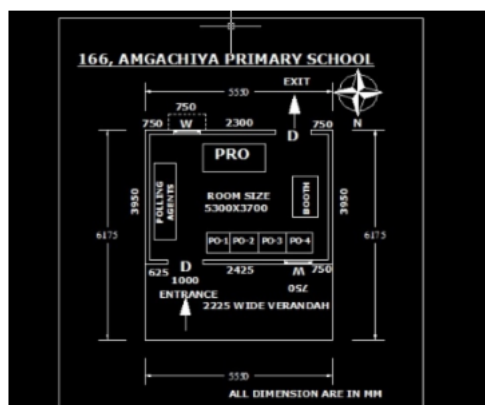 166, AMGACHIYA PRIMARY SCHOOL
EXIT
5550
750
750 W 2300 D 750 N
PRO
POLLING AGENTS
ROOM SIZE
5300X3700
BOOTH
3950
3950
6175
6175
PO-1 PO-2 PO-3 PO-4
625 D 2425 W 750
1000 750
ENTRANCE
2225 WIDE VERANDAH
5550
ALL DIMENSION ARE IN MM